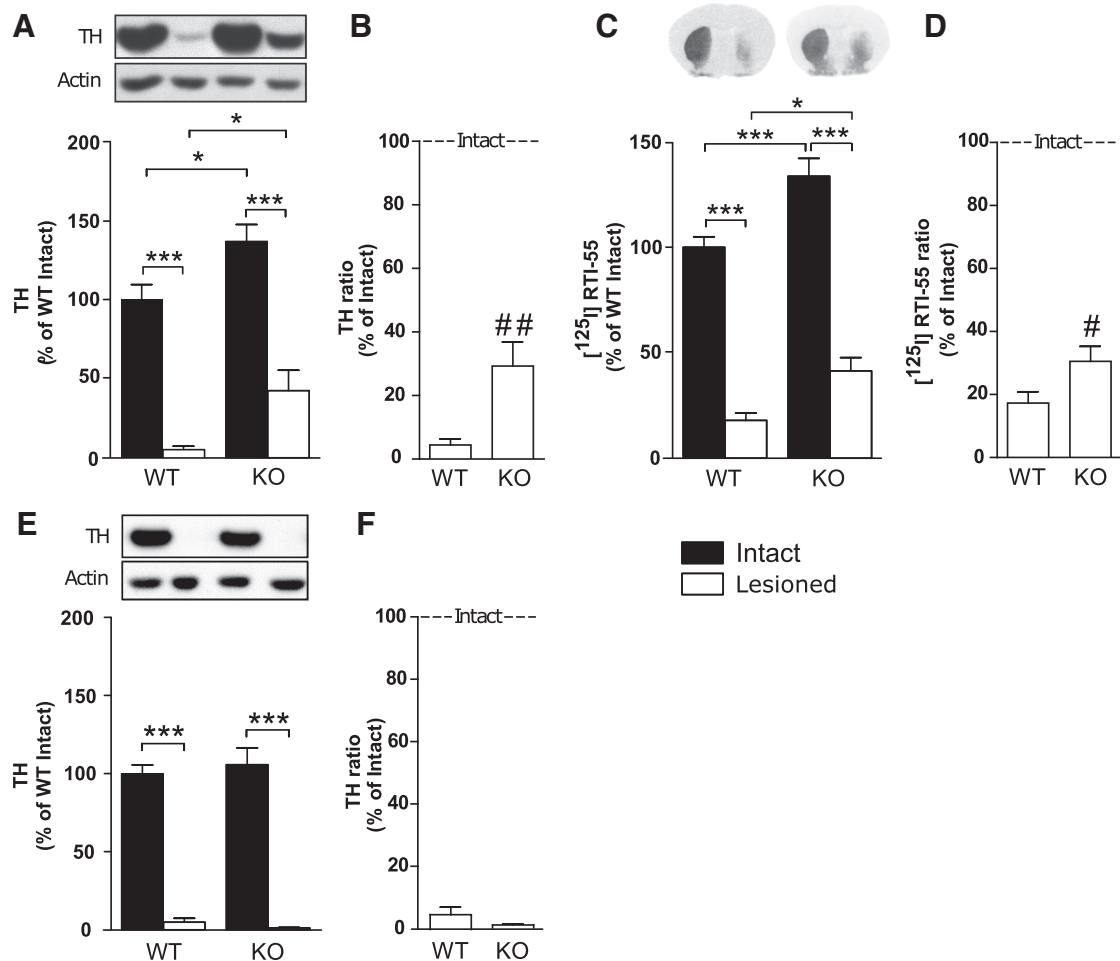 A
TH
Actin
*
*
***
***
200
150
100
50
0
TH
(% of WT Intact)
WT KO
B
Intact
100
80
60
40
20
0
TH ratio
(% of Intact)
##
WT KO
C
*
***
***
***
150
100
50
0
[125I] RTI-55
(% of WT Intact)
WT KO
D
Intact
100
80
60
40
20
0
[125I] RTI-55 ratio
(% of Intact)
#
WT KO
E
TH
Actin
***
***
200
150
100
50
0
TH
(% of WT Intact)
WT KO
F
Intact
100
80
60
40
20
0
TH ratio
(% of Intact)
WT KO
Intact
Lesioned